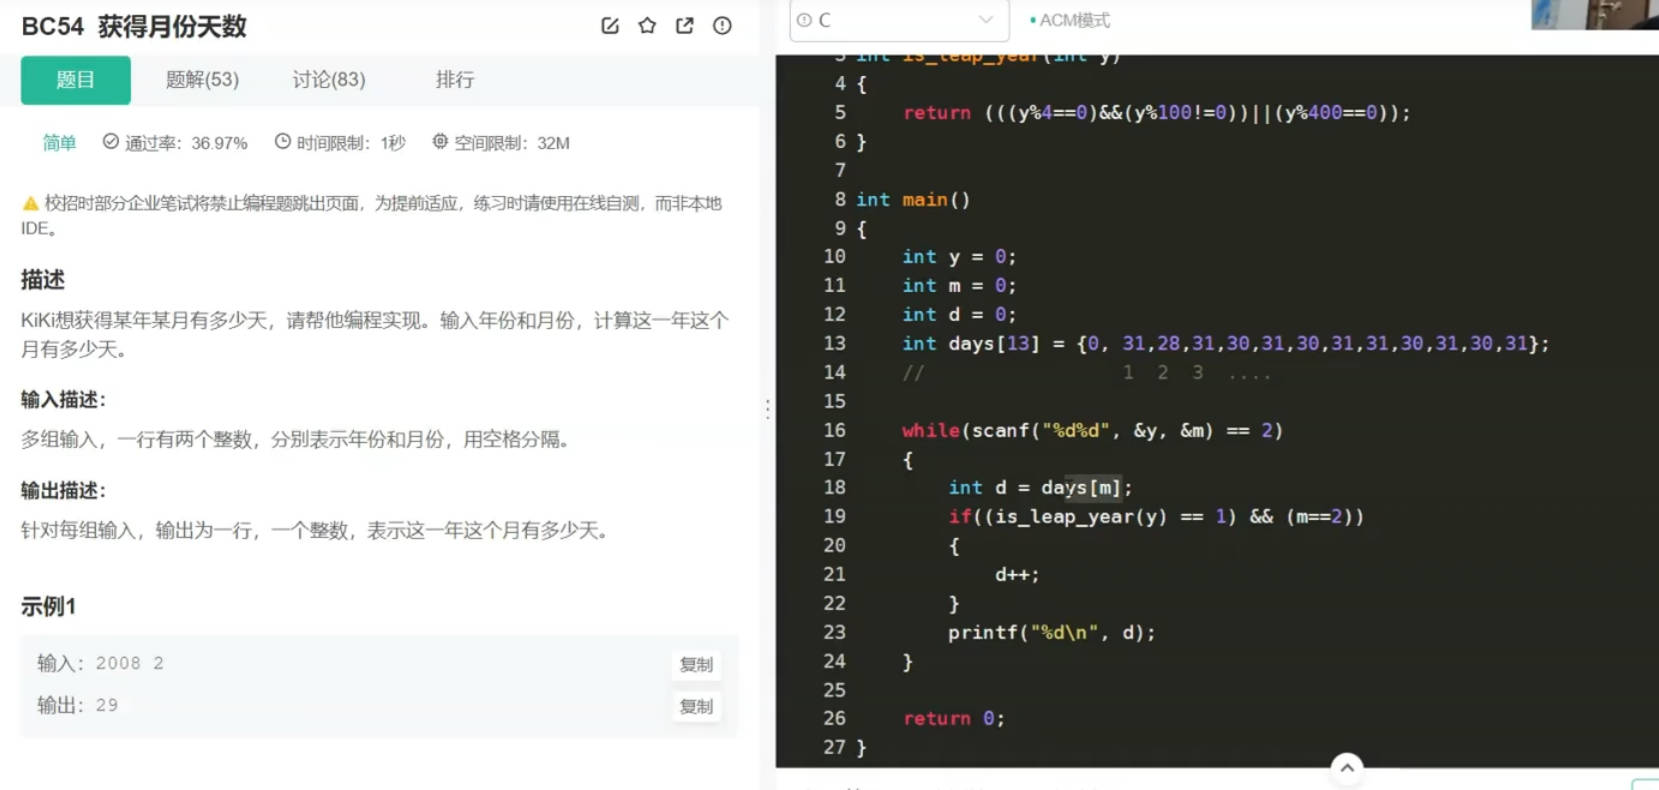 BC54 获得月份天数
题目 题解(53) 讨论(83) 排行
简单 通过率：36.97% 时间限制：1秒 空间限制：32M
校招时部分企业笔试将禁止编程题跳出页面，为提前适应，练习时请使用在线自测，而非本地
IDE。
描述
KiKi想获得某年某月有多少天，请帮他编程实现。输入年份和月份，计算这一年这个
月有多少天。
输入描述：
多组输入，一行有两个整数，分别表示年份和月份，用空格分隔。
输出描述：
针对每组输入，输出为一行，一个整数，表示这一年这个月有多少天。
示例1
输入：2008 2 复制
输出：29 复制
C ACM模式
3 int is_leap_year(int y)
4 {
5 return (((y%4==0)&&(y%100!=0))||(y%400==0));
6 }
7
8 int main()
9 {
10 int y = 0;
11 int m = 0;
12 int d = 0;
13 int days[13] = {0, 31,28,31,30,31,30,31,31,30,31,30,31};
14 // 1 2 3 ....
15
16 while(scanf("%d%d", &y, &m) == 2)
17 {
18 int d = days[m];
19 if((is_leap_year(y) == 1) && (m==2))
20 {
21 d++;
22 }
23 printf("%d\n", d);
24 }
25
26 return 0;
27 }